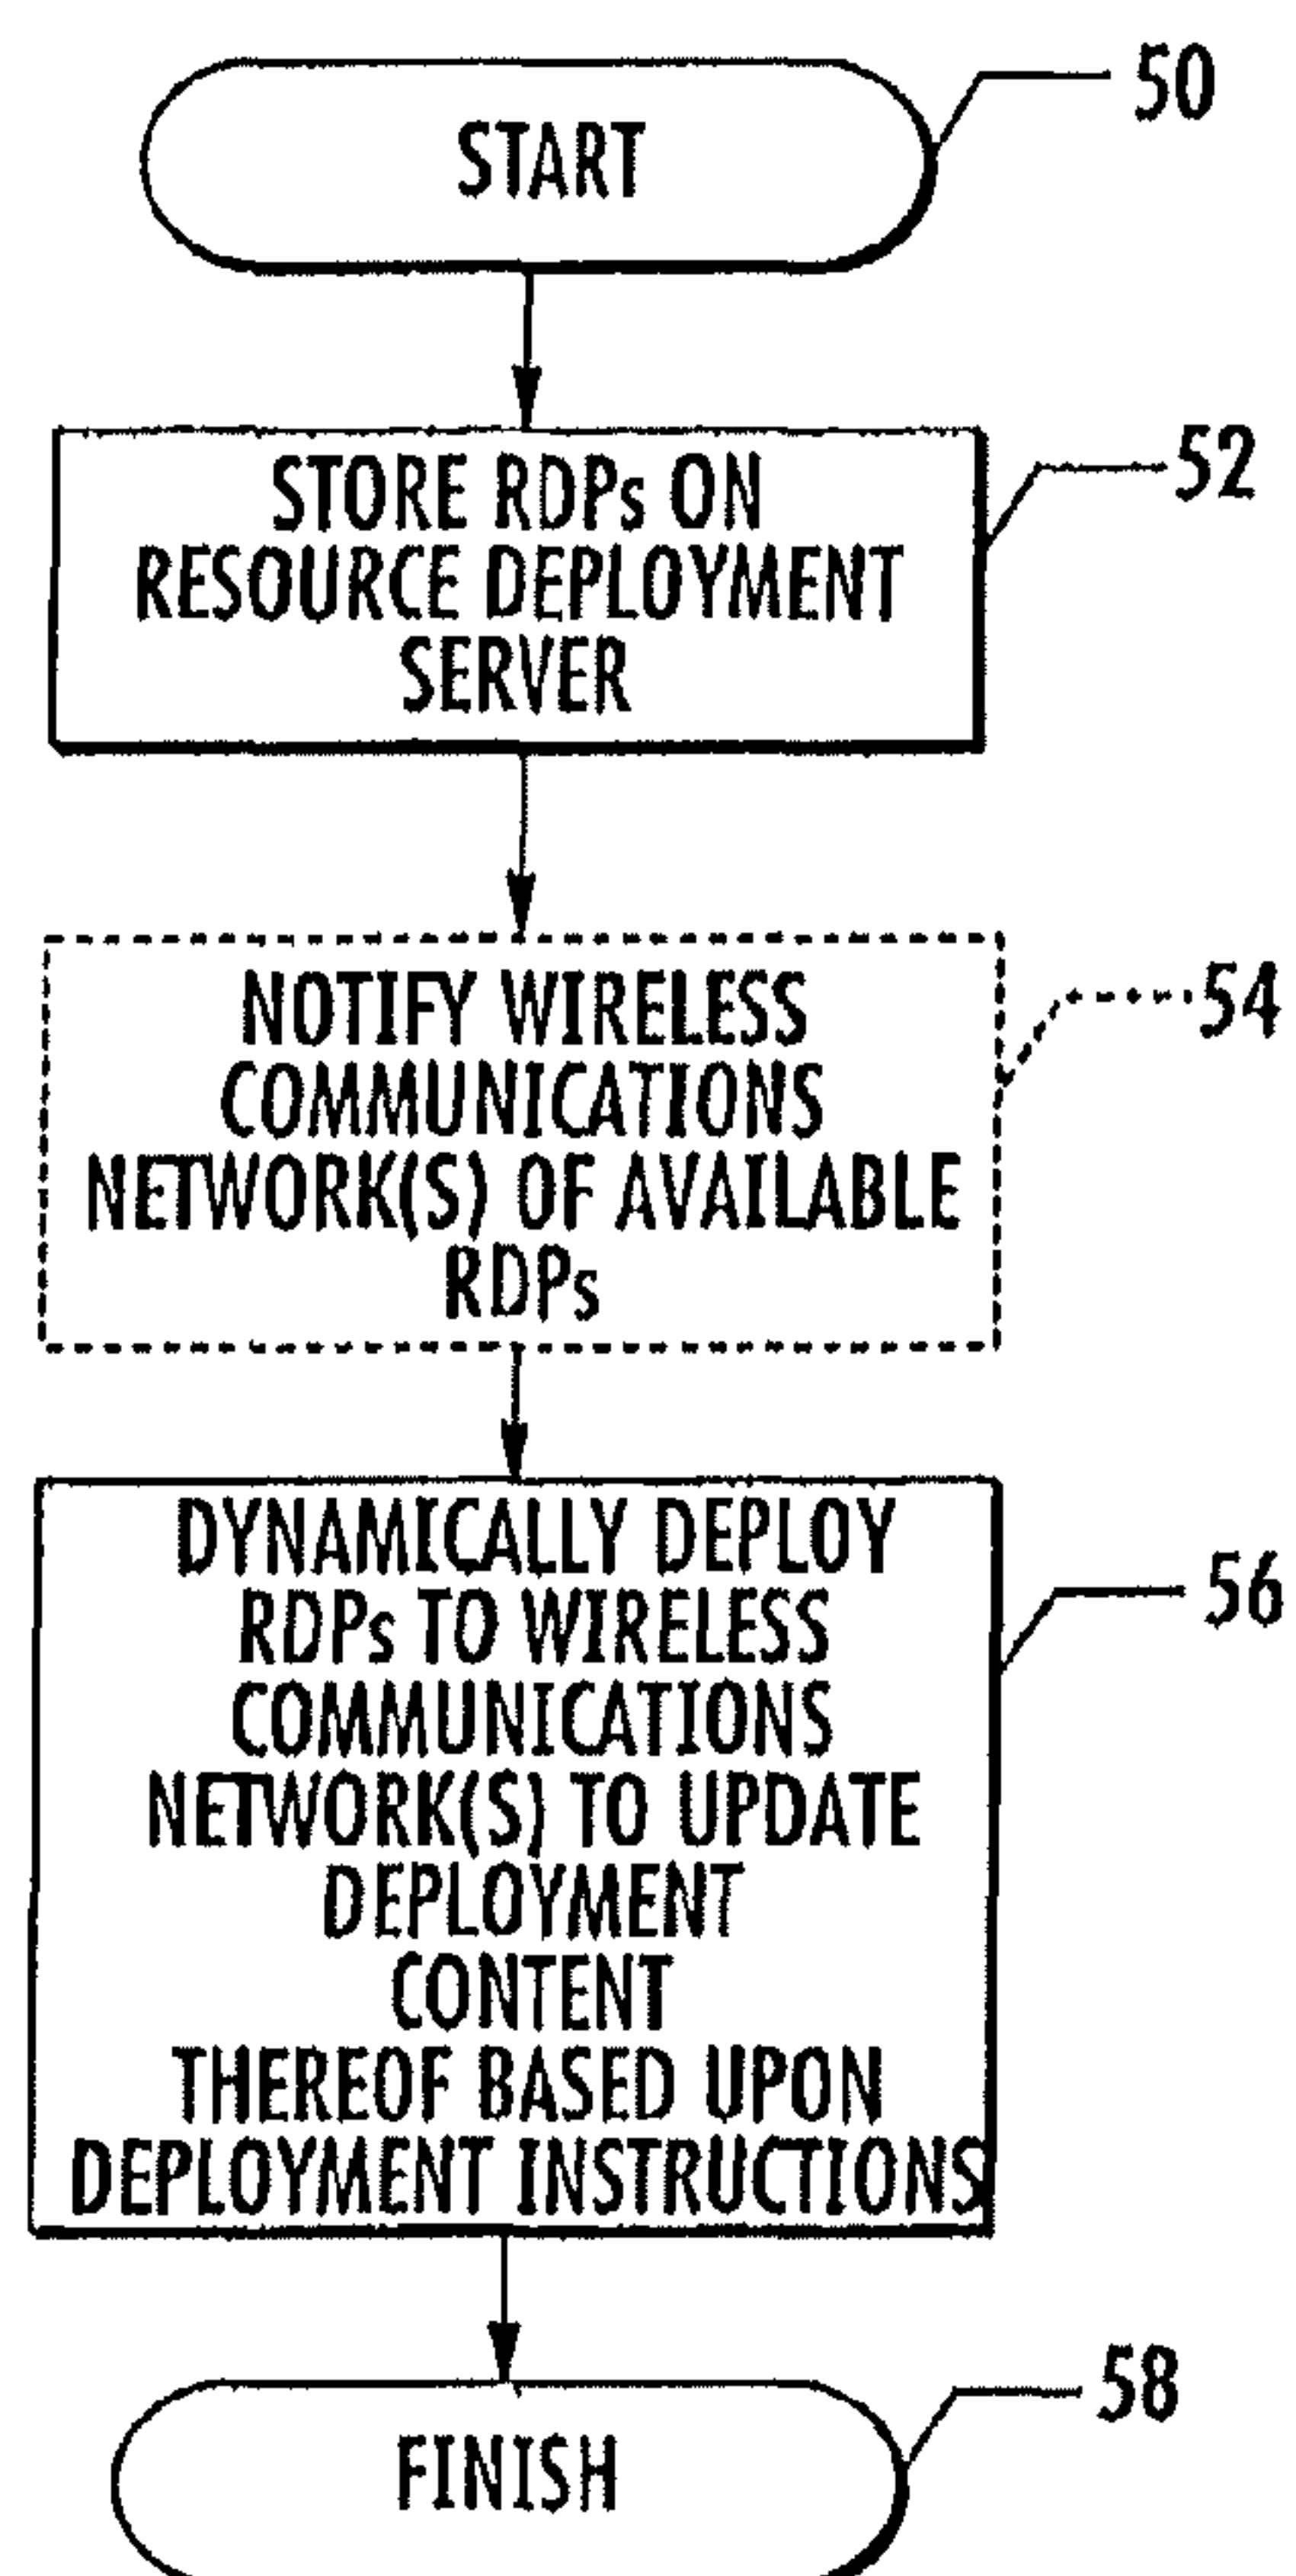 50
START
52
STORE RDPs ON
RESOURCE DEPLOYMENT
SERVER
54
NOTIFY WIRELESS
COMMUNICATIONS
NETWORK(S) OF AVAILABLE
RDPs
56
DYNAMICALLY DEPLOY
RDPs TO WIRELESS
COMMUNICATIONS
NETWORK(S) TO UPDATE
DEPLOYMENT
CONTENT
THEREOF BASED UPON
DEPLOYMENT INSTRUCTIONS
58
FINISH